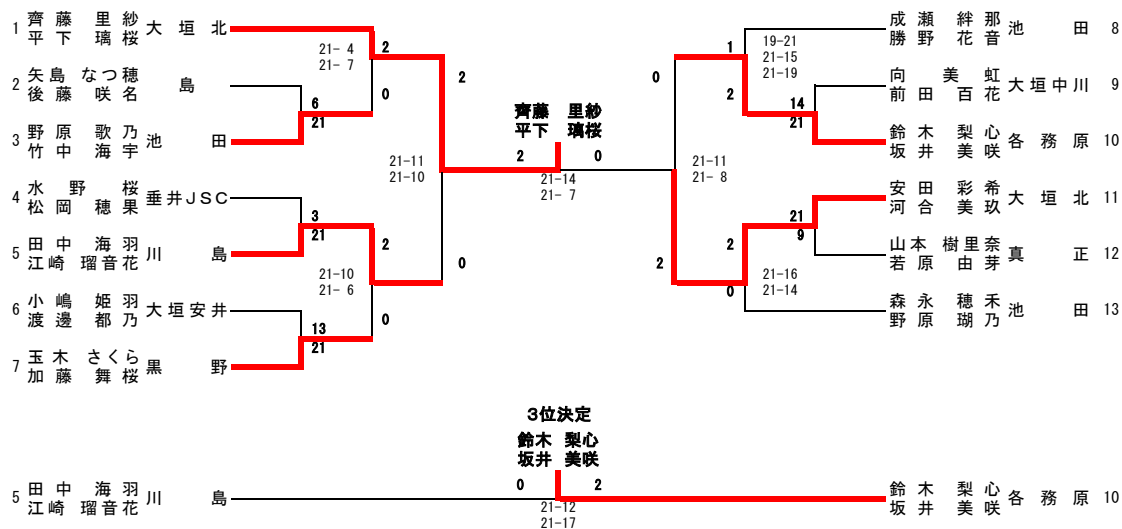 1 齊藤 里紗 大垣北
平下 璃桜
2 矢島 なつ穂 島
後藤 咲名
3 野原 歌乃 池田
竹中 海宇
4 水野 桜 垂井JSC
松岡 穂果
5 田中 海羽 川島
江崎 瑠音花
6 小嶋 姫羽 大垣安井
渡邊 都乃
7 玉木 さくら 黒野
加藤 舞桜
21- 4
21- 7
2
0
6
21
3
21
21-10
21- 6
2
0
13
21
2
21-11
21-10
0
齊藤 里紗
平下 璃桜
2 0
21-14
21- 7
0
21-11
21- 8
2
1
19-21
21-15
21-19
2
14
21
21
9
2
21-16
21-14
0
成瀬 絆那 池田 8
勝野 花音
向 美虹 大垣中川 9
前田 百花
鈴木 梨心 各務原 10
坂井 美咲
安田 彩希 大垣北 11
河合 美玖
山本 樹里奈 真正 12
若原 由芽
森永 穂禾 池田 13
野原 瑚乃
3位決定
鈴木 梨心
坂井 美咲
0 2
21-12
21-17
5 田中 海羽 川島
江崎 瑠音花
鈴木 梨心 各務原 10
坂井 美咲